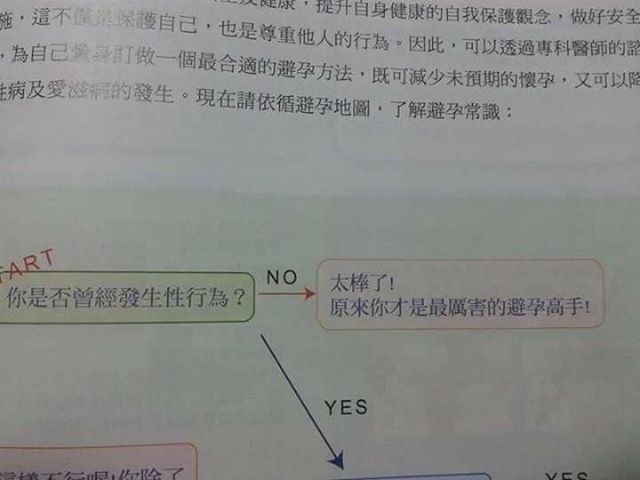 健康，提升自身健康的自我保護觀念，做好安全
施，這不僅是保護自己，也是尊重他人的行為。因此，可以透過專科醫師的諮
，為自己量身訂做一個最合適的避孕方法，既可減少未預期的懷孕，又可以降
性病及愛滋病的發生。現在請依循避孕地圖，了解避孕常識：
TART
你是否曾經發生性行為？
NO
太棒了!
原來你才是最厲害的避孕高手!
YES
這樣不行喔!你除了
YES